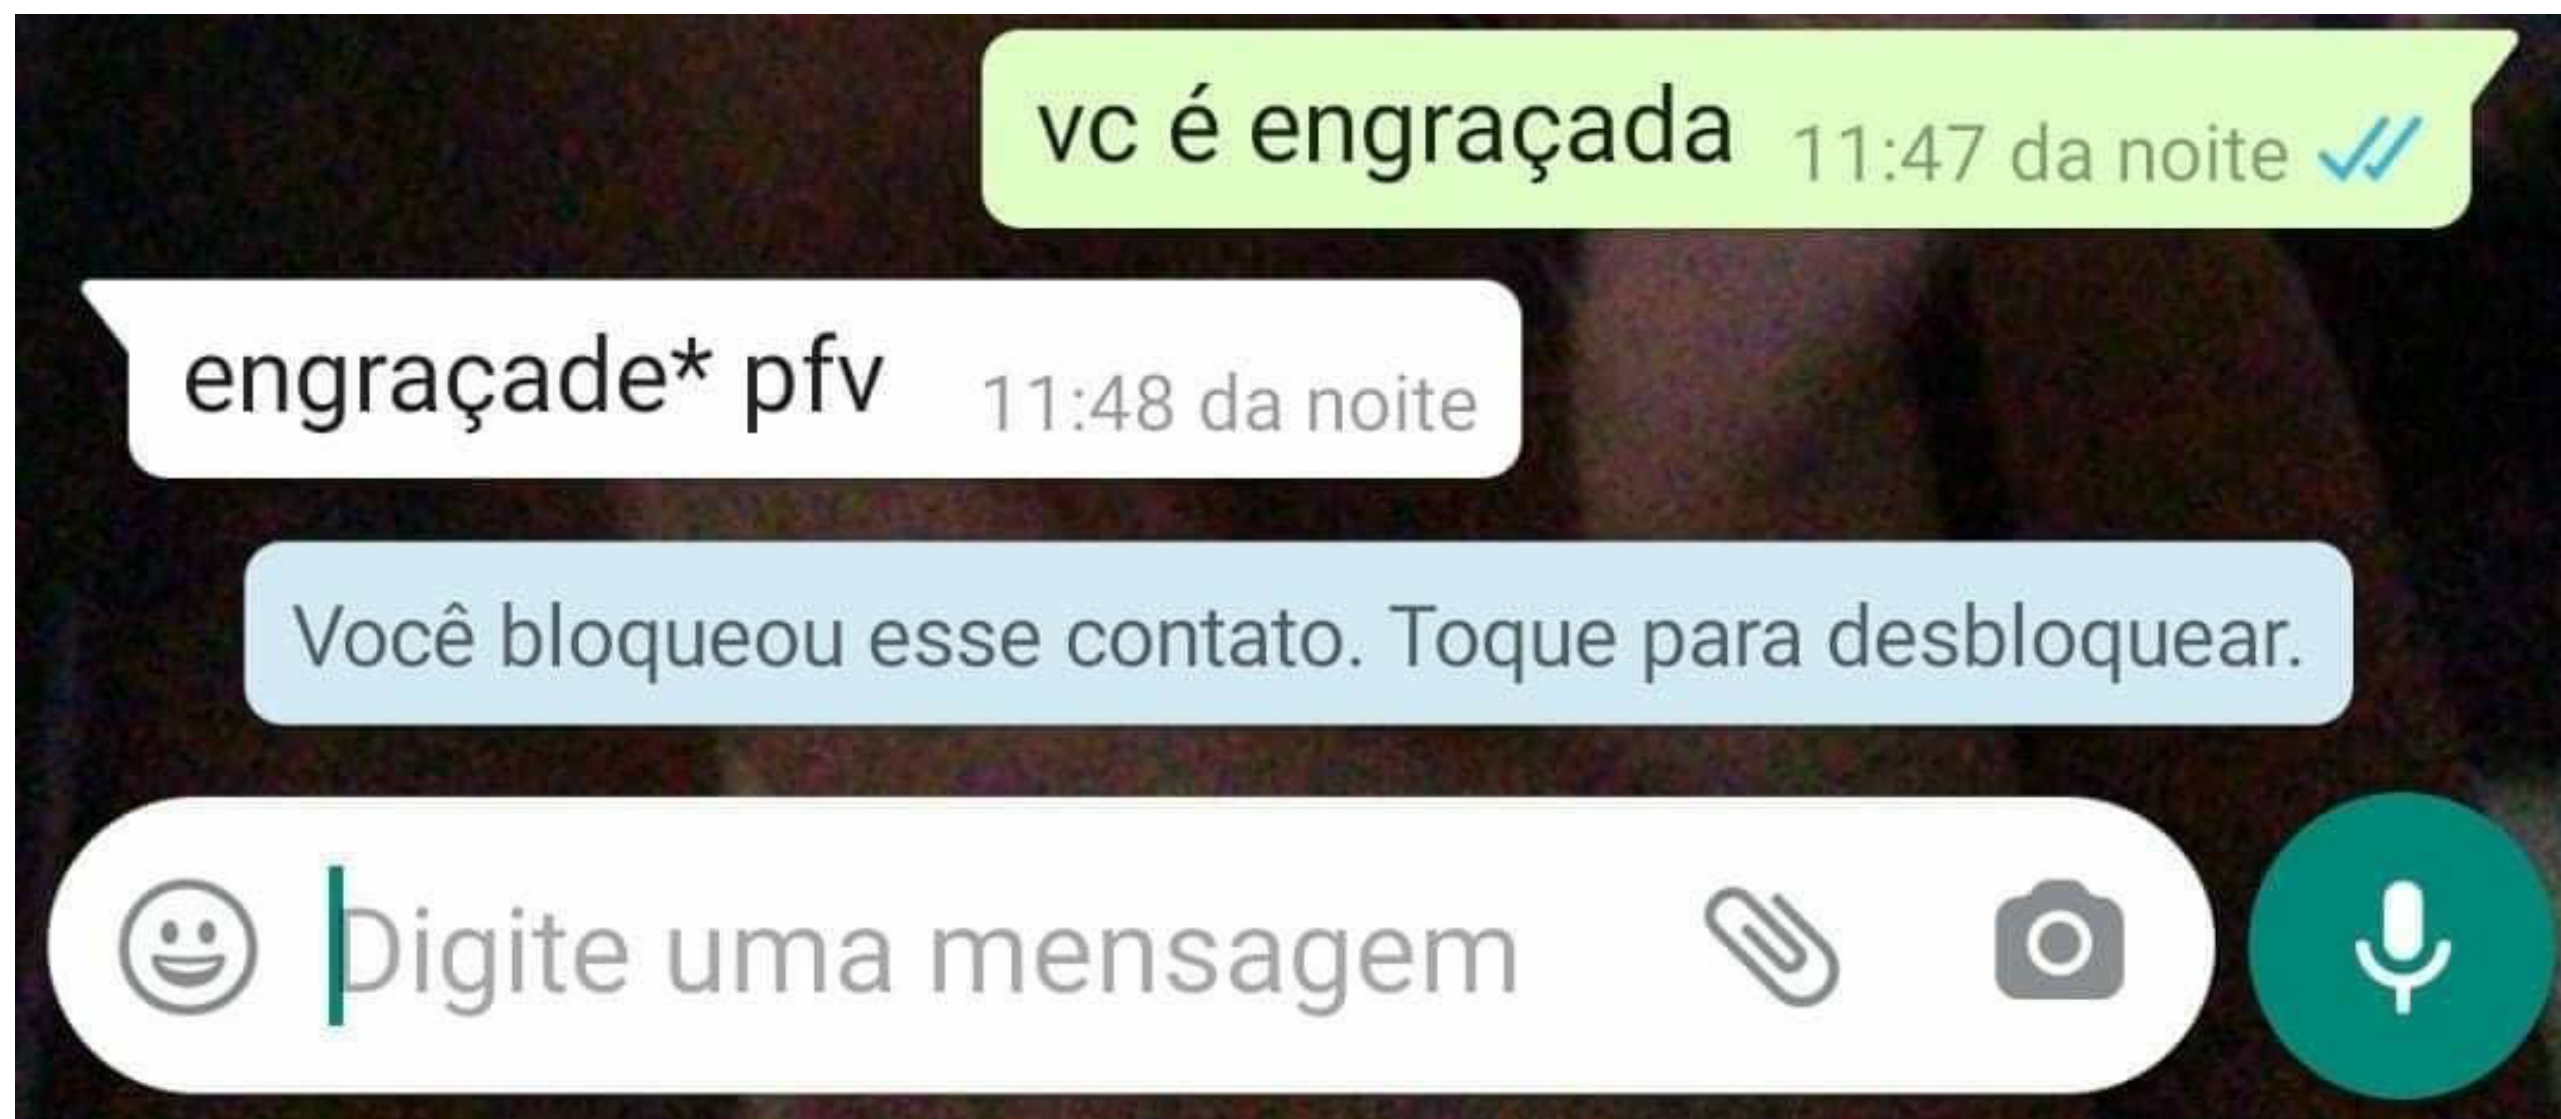 vc é engraçada 11:47 da noite
engraçade* pfv 11:48 da noite
Você bloqueou esse contato. Toque para desbloquear.
Digite uma mensagem